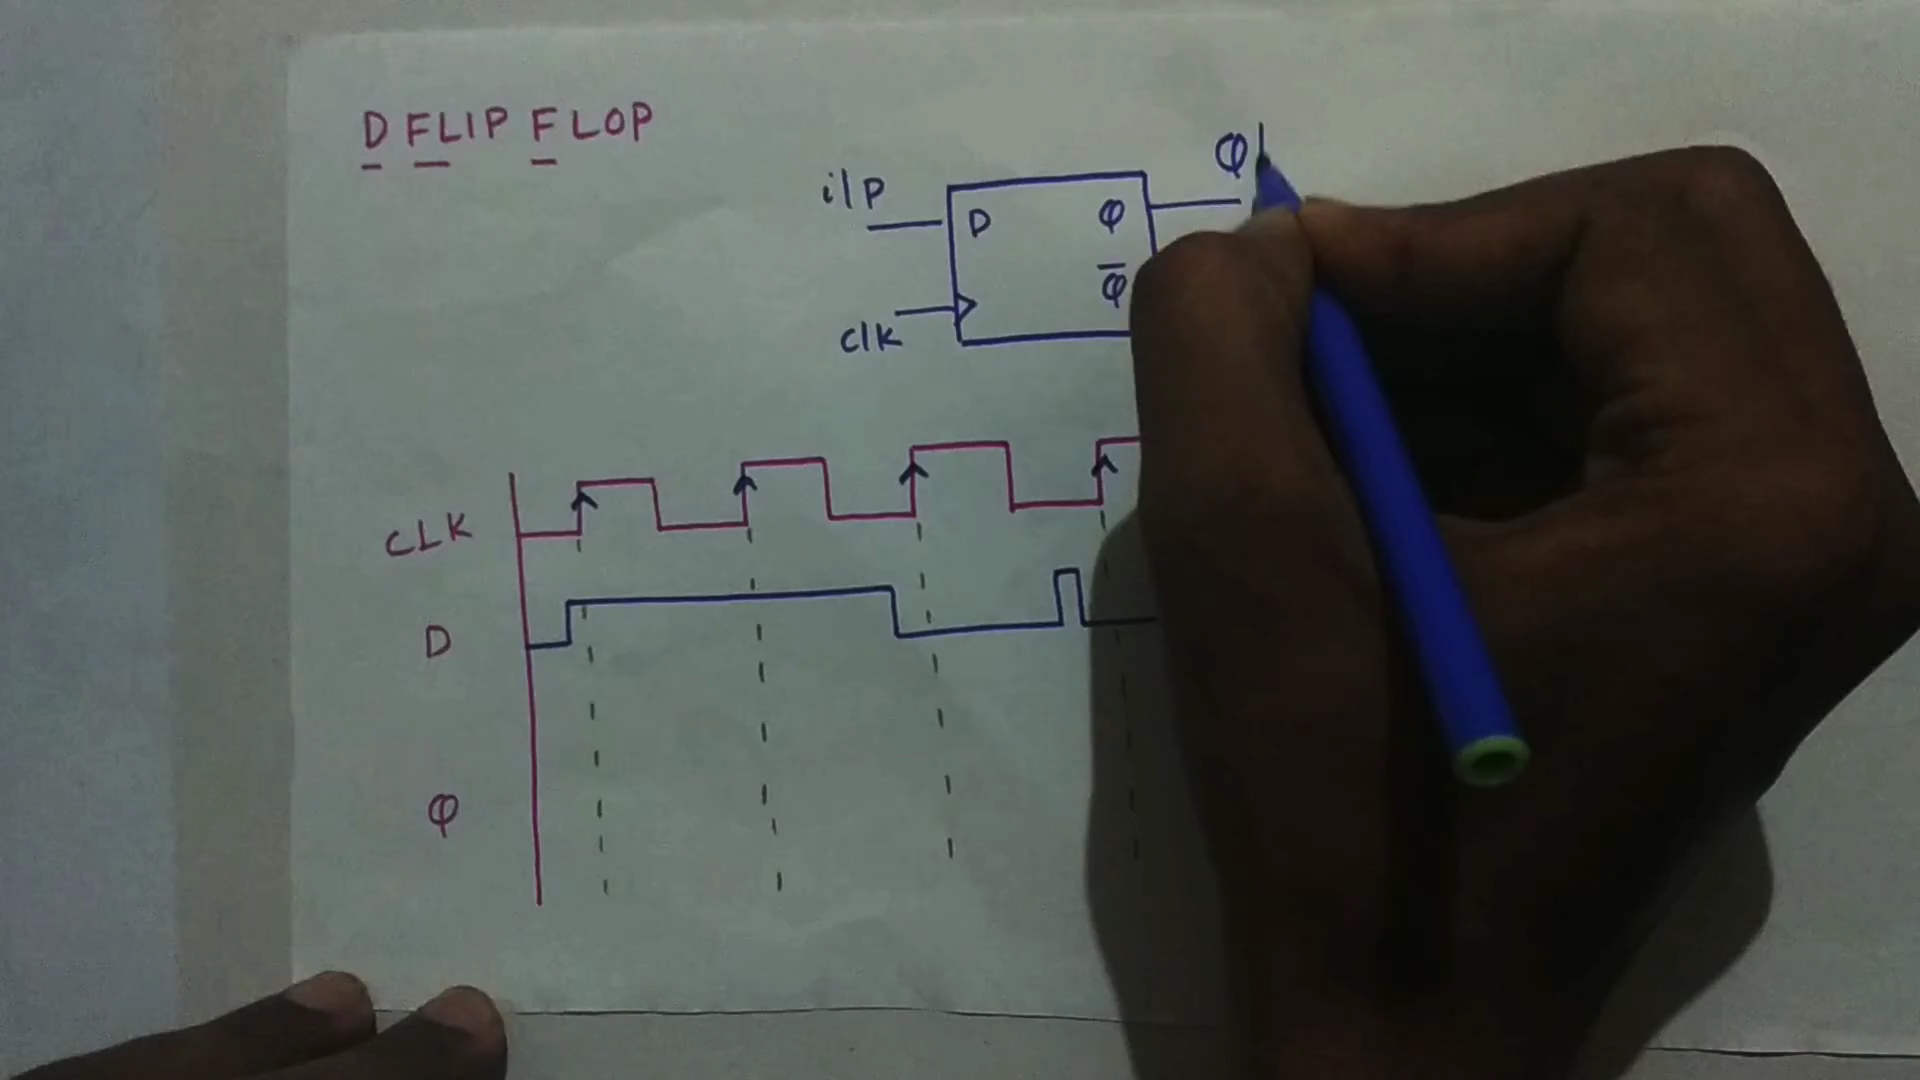 D FLIP FLOP
i/p
D
Q
Q
Q̅
clk
CLK
D
Q